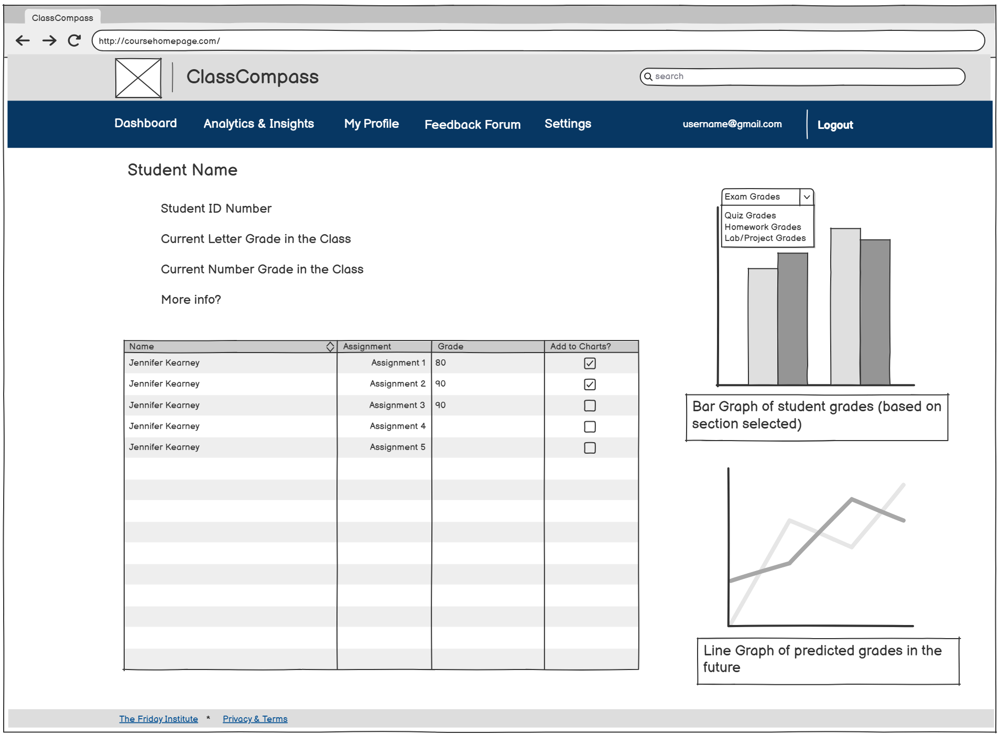 ClassCompass
http://coursehomepage.com/
ClassCompass
search
Dashboard Analytics & Insights My Profile Feedback Forum Settings username@gmail.com Logout
Student Name
Student ID Number
Current Letter Grade in the Class
Current Number Grade in the Class
More info?
Name Assignment Grade Add to Charts?
Jennifer Kearney Assignment 1 80
Jennifer Kearney Assignment 2 90
Jennifer Kearney Assignment 3 90
Jennifer Kearney Assignment 4
Jennifer Kearney Assignment 5
Exam Grades
Quiz Grades
Homework Grades
Lab/Project Grades
Bar Graph of student grades (based on
section selected)
Line Graph of predicted grades in the
future
The Friday Institute * Privacy & Terms